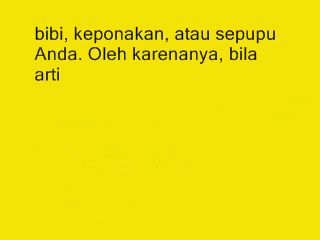 bibi, keponakan, atau sepupu
Anda. Oleh karenanya, bila
arti